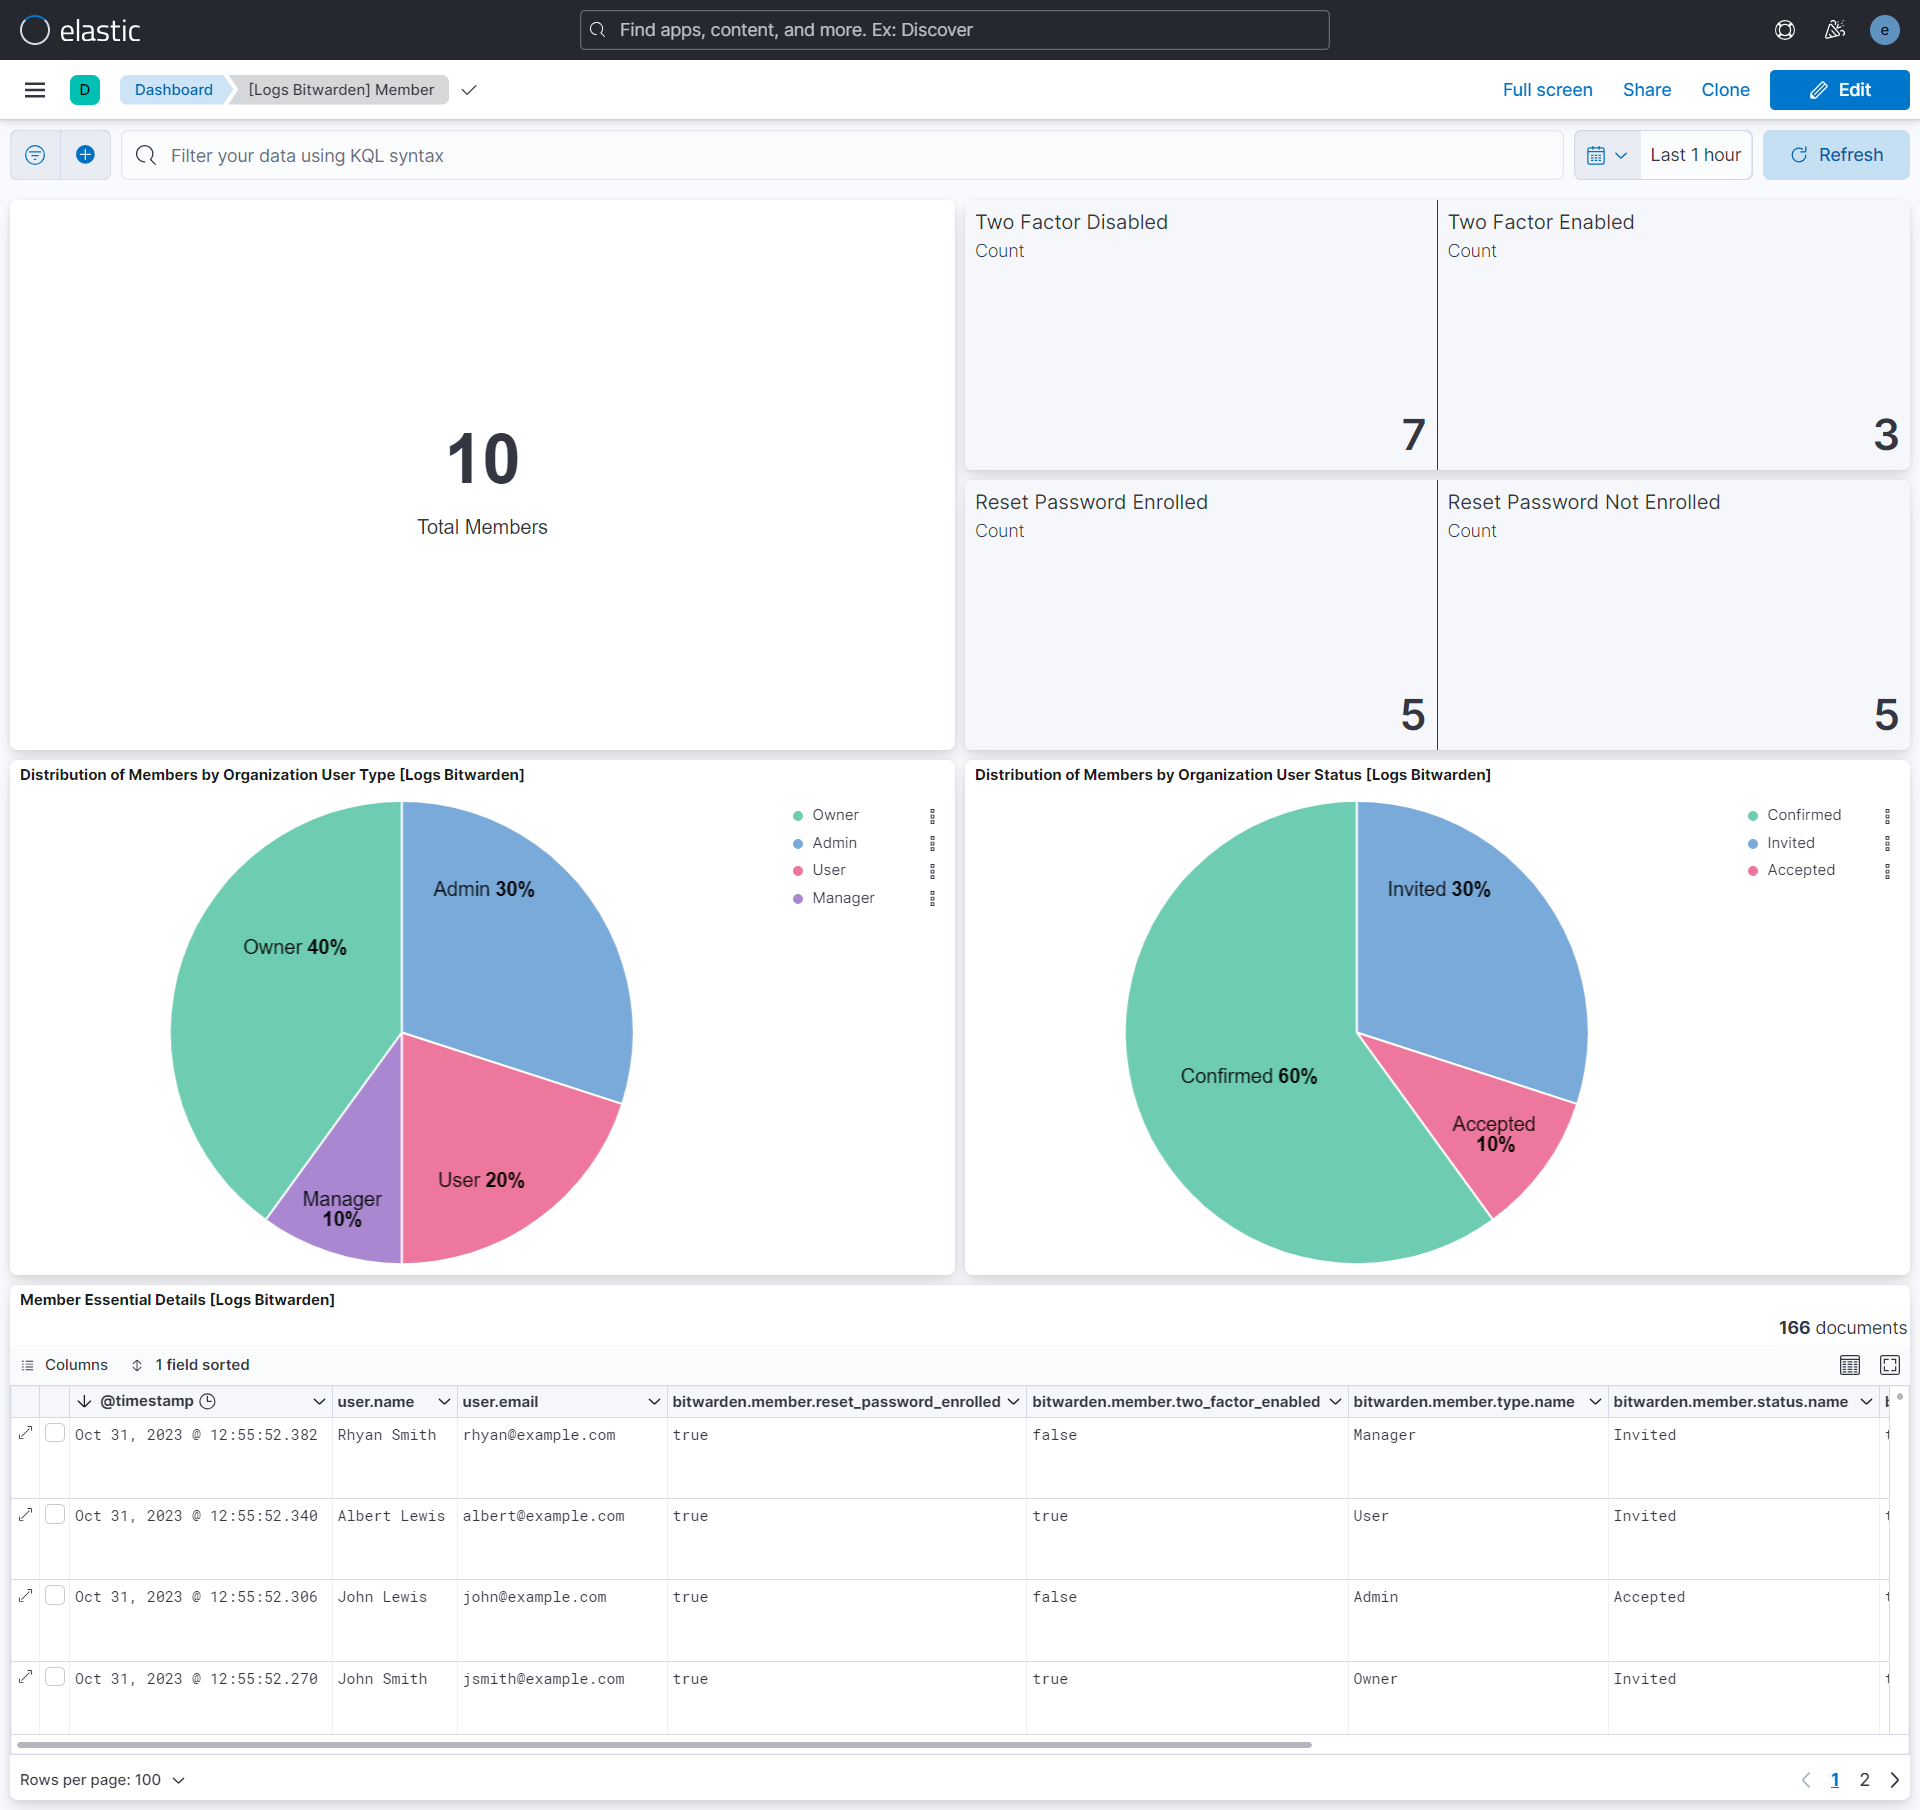 elastic
Find apps, content, and more. Ex: Discover
e
D
Dashboard
[Logs Bitwarden] Member
Full screen
Share
Clone
Edit
Filter your data using KQL syntax
Last 1 hour
Refresh
10
Total Members
Two Factor Disabled
Count
7
Two Factor Enabled
Count
3
Reset Password Enrolled
Count
5
Reset Password Not Enrolled
Count
5
Distribution of Members by Organization User Type [Logs Bitwarden]
Admin 30%
Owner 40%
User 20%
Manager
10%
Owner
Admin
User
Manager
Distribution of Members by Organization User Status [Logs Bitwarden]
Invited 30%
Confirmed 60%
Accepted
10%
Confirmed
Invited
Accepted
Member Essential Details [Logs Bitwarden]
166 documents
Columns
1 field sorted
@timestamp user.name user.email bitwarden.member.reset_password_enrolled bitwarden.member.two_factor_enabled bitwarden.member.type.name bitwarden.member.status.name
Oct 31, 2023 @ 12:55:52.382 Rhyan Smith rhyan@example.com true false Manager Invited
Oct 31, 2023 @ 12:55:52.340 Albert Lewis albert@example.com true true User Invited
Oct 31, 2023 @ 12:55:52.306 John Lewis john@example.com true false Admin Accepted
Oct 31, 2023 @ 12:55:52.270 John Smith jsmith@example.com true true Owner Invited
Rows per page: 100
1 2